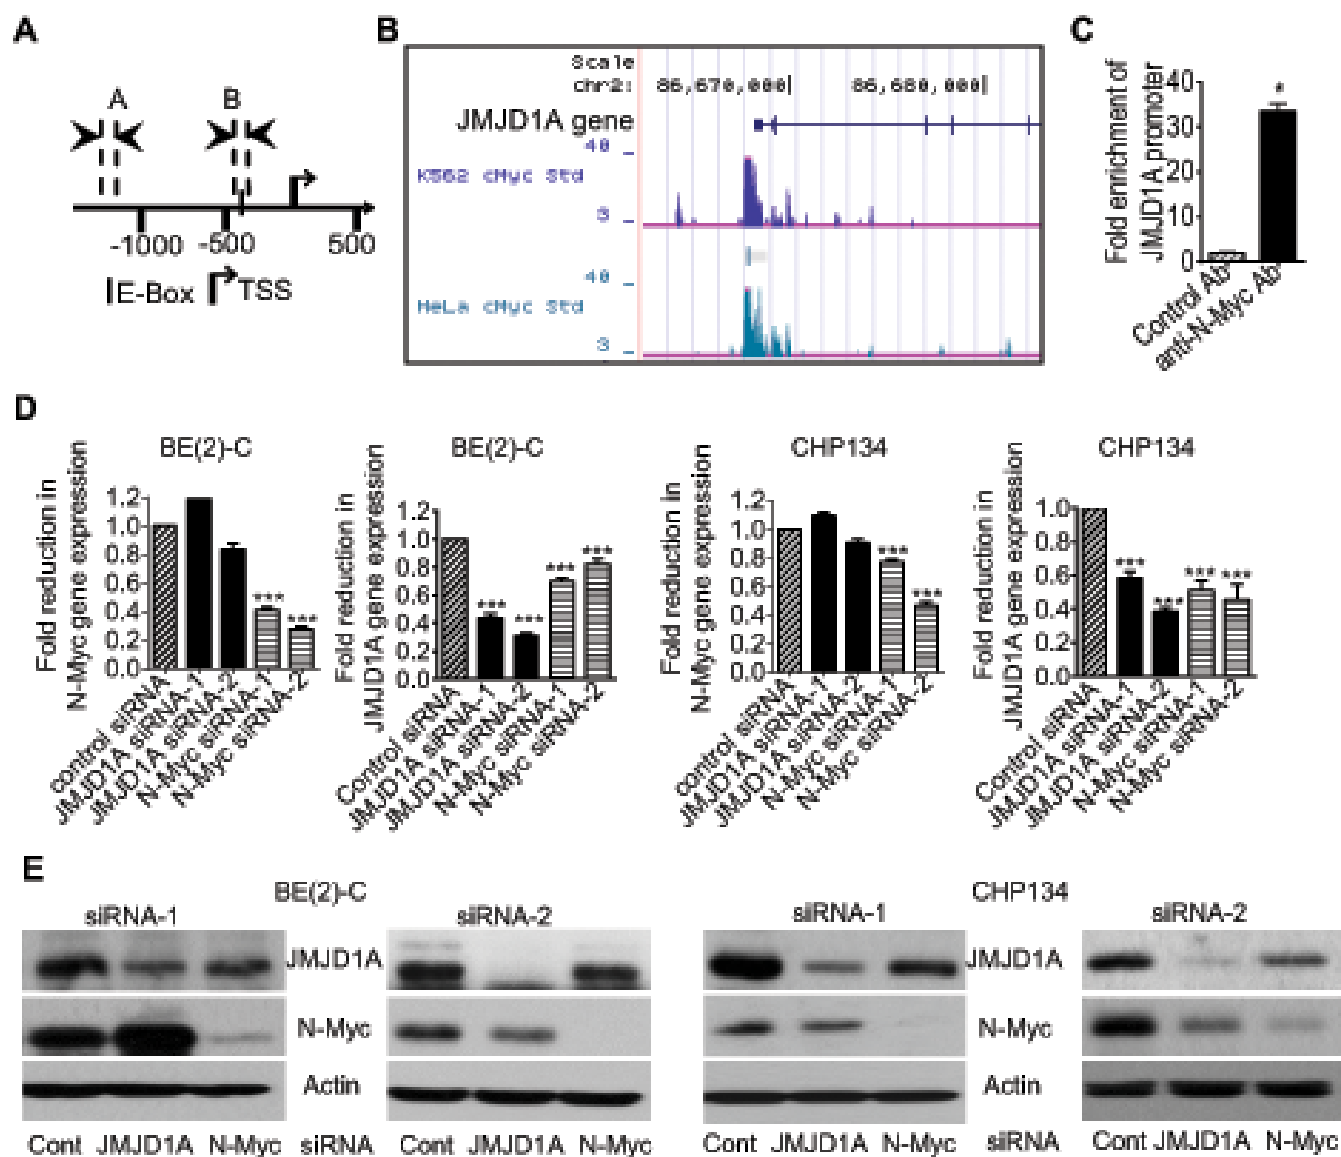 A
A B
-1000 -500 500
E-Box TSS
B
Scale
chr2: 86,670,000 86,680,000
JMJD1A gene
40
K562 cMyc Std
3
40
HeLa cMyc Std
3
C
Fold enrichment of
JMJD1A promoter
40
30
20
10
0
*
Control Ab
anti-N-Myc Ab
D
BE(2)-C
Fold reduction in
N-Myc gene expression
1.2
1.0
0.8
0.6
0.4
0.2
0.0
*** ***
control siRNA
JMJD1A siRNA-1
JMJD1A siRNA-2
N-Myc siRNA-1
N-Myc siRNA-2
BE(2)-C
Fold reduction in
JMJD1A gene expression
1.2
1.0
0.8
0.6
0.4
0.2
0.0
*** *** *** ***
Control siRNA
JMJD1A siRNA-1
JMJD1A siRNA-2
N-Myc siRNA-1
N-Myc siRNA-2
CHP134
Fold reduction in
N-Myc gene expression
1.2
1.0
0.8
0.6
0.4
0.2
0.0
*** ***
control siRNA
JMJD1A siRNA-1
JMJD1A siRNA-2
N-Myc siRNA-1
N-Myc siRNA-2
CHP134
Fold reduction in
JMJD1A gene expression
1.0
0.8
0.6
0.4
0.2
0.0
*** *** *** ***
Control siRNA
JMJD1A siRNA-1
JMJD1A siRNA-2
N-Myc siRNA-1
N-Myc siRNA-2
E
BE(2)-C CHP134
siRNA-1 siRNA-2 siRNA-1 siRNA-2
JMJD1A JMJD1A
N-Myc N-Myc
Actin Actin
Cont JMJD1A N-Myc siRNA Cont JMJD1A N-Myc Cont JMJD1A N-Myc siRNA Cont JMJD1A N-Myc